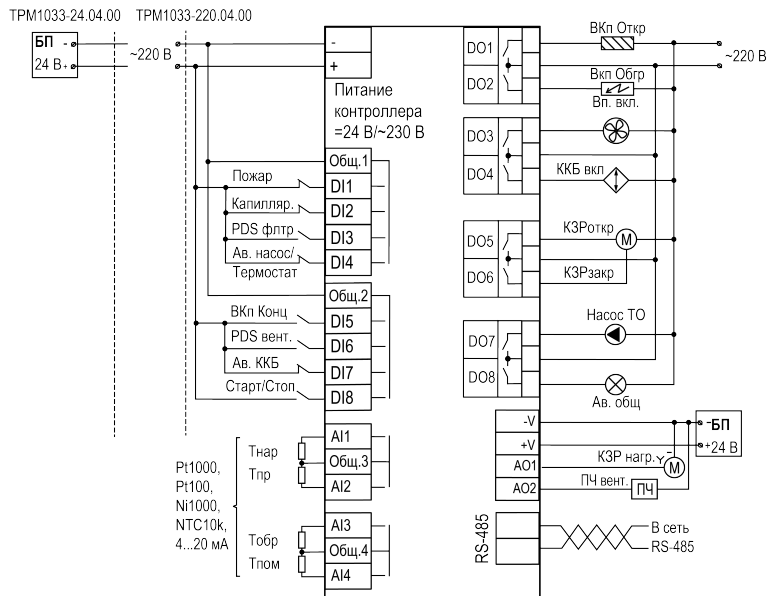 ТРМ1033-24.04.00
ТРМ1033-220.04.00
БП -
24 В +
~220 В
-
+
Питание
контроллера
=24 В/~230 В
Общ.1
Пожар
DI1
Капилляр.
DI2
PDS флтр
DI3
Ав. насос/
Термостат
DI4
Общ.2
ВКп Конц
DI5
PDS вент.
DI6
Ав. ККБ
DI7
Старт/Стоп
DI8
Pt1000,
Pt100,
Ni1000,
NTC10k,
4...20 мА
Тнар
Тпр
AI1
Общ.3
AI2
Тобр
Тпом
AI3
Общ.4
AI4
DO1
ВКп Откр
~220 В
DO2
Вкп Обгр
Вп. вкл.
DO3
DO4
ККБ вкл
DO5
КЗРоткр
М
DO6
КЗРзакр
DO7
Насос ТО
DO8
Ав. общ
-V
+V
- БП
+ 24 В
AO1
КЗР нагр.
Y
-
М
AO2
ПЧ вент.
ПЧ
RS-485
В сеть
RS-485